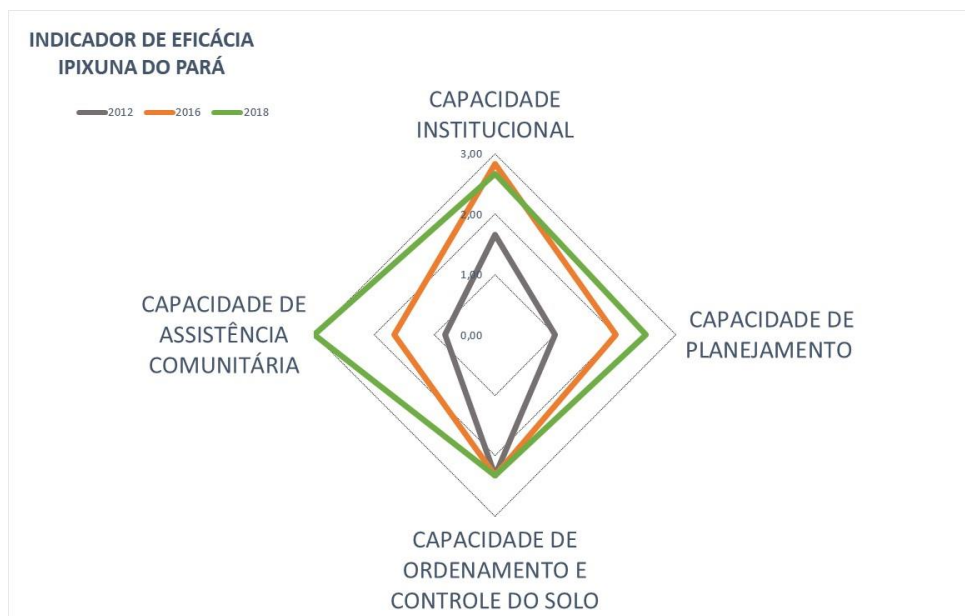 INDICADOR DE EFICÁCIA
IPIXUNA DO PARÁ
2012 2016 2018
CAPACIDADE
INSTITUCIONAL
3,00
2,00
1,00
0,00
CAPACIDADE DE
ASSISTÊNCIA
COMUNITÁRIA
CAPACIDADE DE
PLANEJAMENTO
CAPACIDADE DE
ORDENAMENTO E
CONTROLE DO SOLO